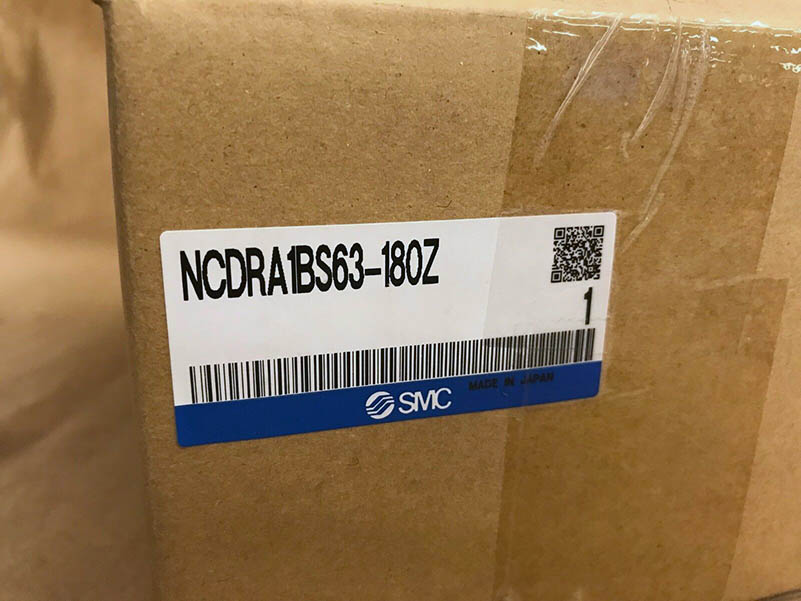 NCDRA1BS63-180Z
1
SMC MADE IN JAPAN